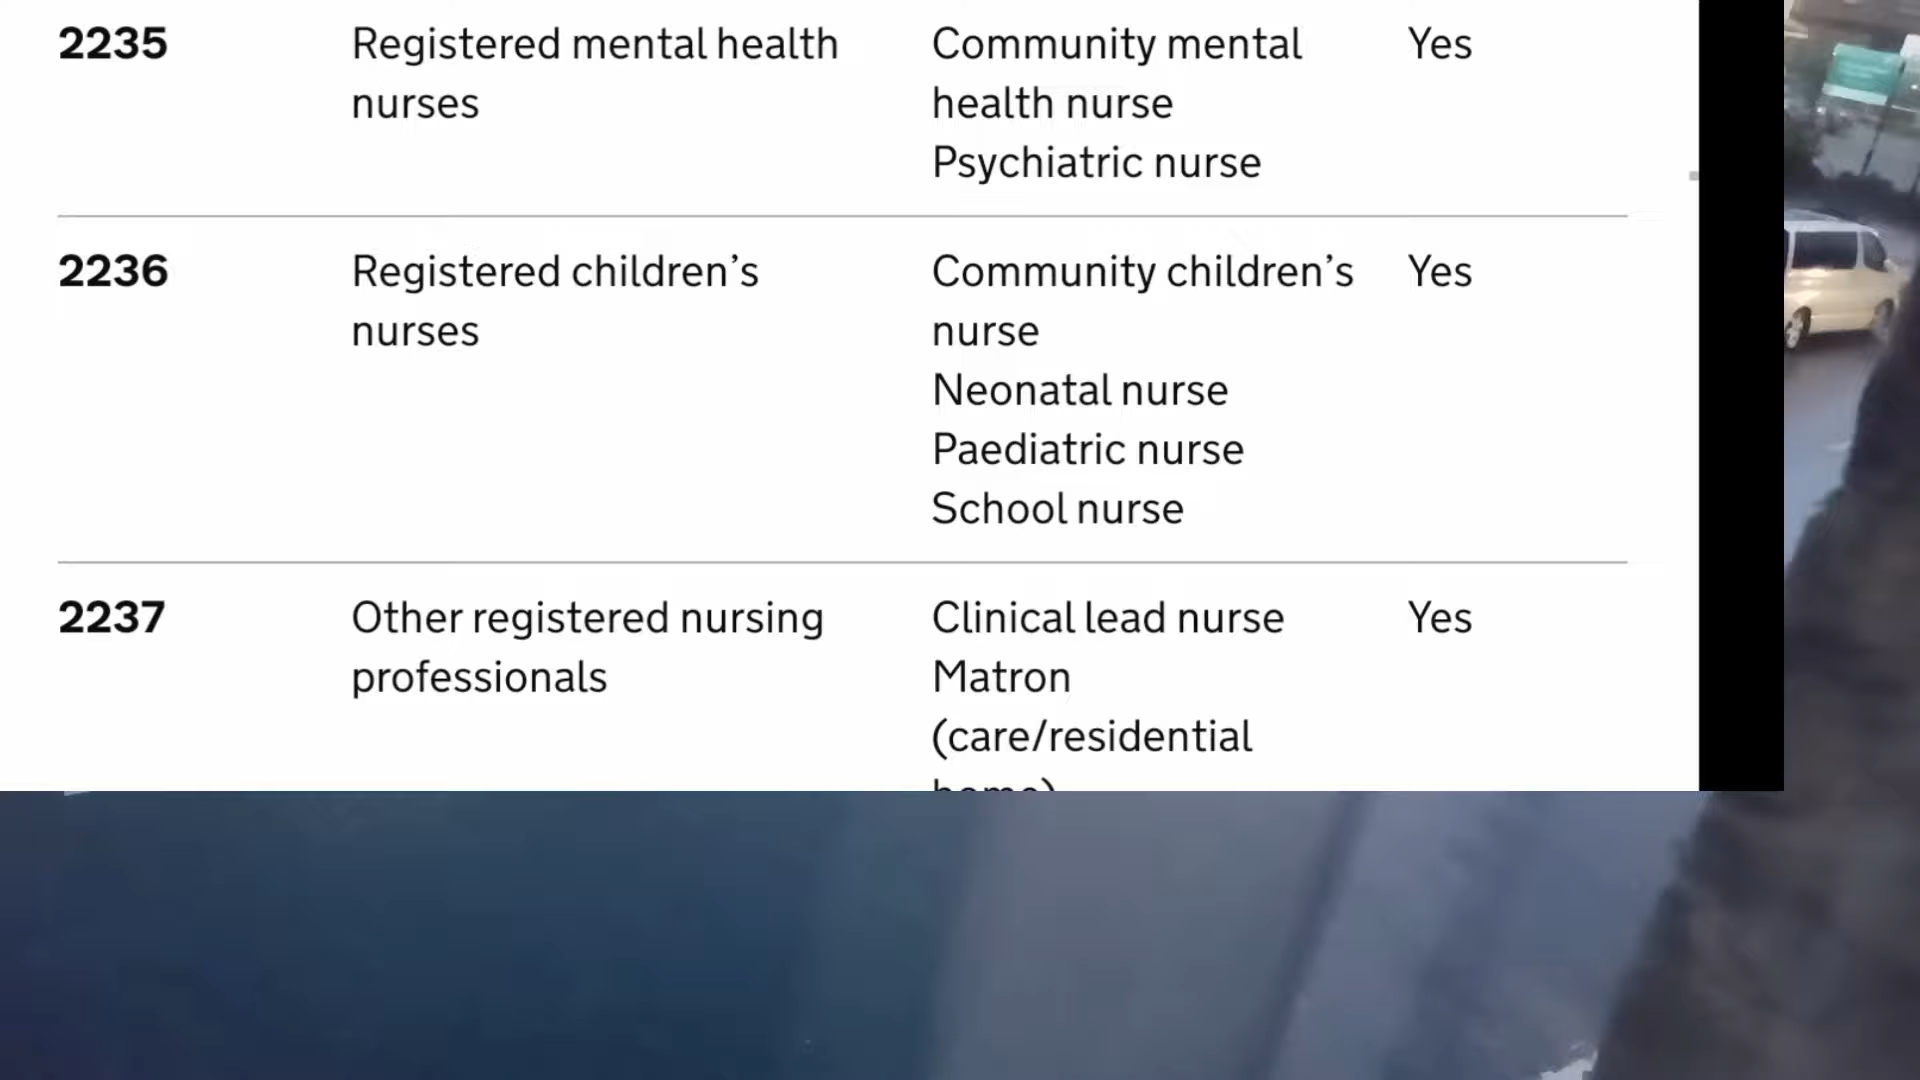 2235 Registered mental health Community mental Yes
nurses health nurse
Psychiatric nurse
2236 Registered children’s Community children’s Yes
nurses nurse
Neonatal nurse
Paediatric nurse
School nurse
2237 Other registered nursing Clinical lead nurse Yes
professionals Matron
(care/residential
home)